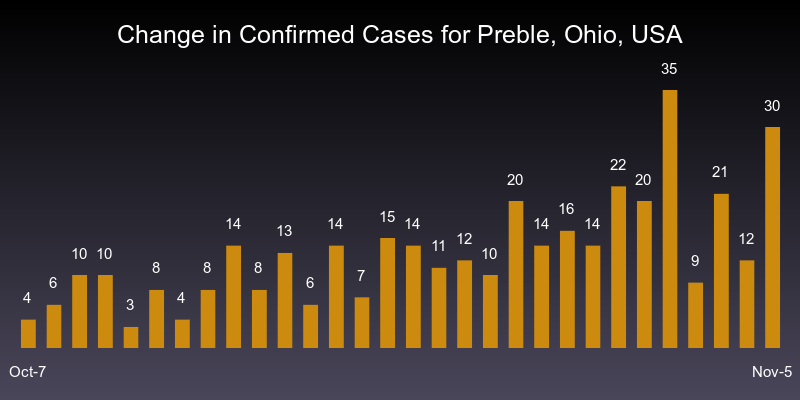 Change in Confirmed Cases for Preble, Ohio, USA
4 6 10 10 3 8 4 8 14 8 13 6 14 7 15 14 11 12 10 20 14 16 14 22 20 35 9 21 12 30
Oct-7 Nov-5